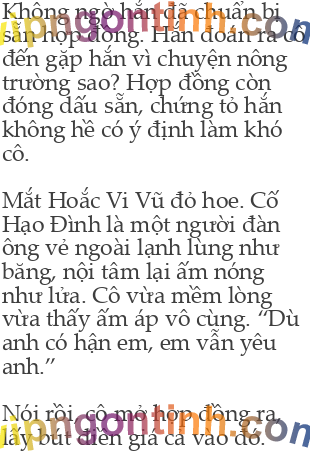 Không ngờ hắn đã chuẩn bị
sẵn hợp đồng. Hắn đoán ra cô
đến gặp hắn vì chuyện nông
trường sao? Hợp đồng còn
đóng dấu sẵn, chứng tỏ hắn
không hề có ý định làm khó
cô.
Mắt Hoắc Vi Vũ đỏ hoe. Cố
Hạo Đình là một người đàn
ông vẻ ngoài lạnh lùng như
băng, nội tâm lại ấm nóng
như lửa. Cô vừa mềm lòng
vừa thấy ấm áp vô cùng. “Dù
anh có hận em, em vẫn yêu
anh.”
Nói rồi, cô mở hợp đồng ra,
lấy bút điền giá cả vào đó.
vipngontinh.com
vipngontinh.com